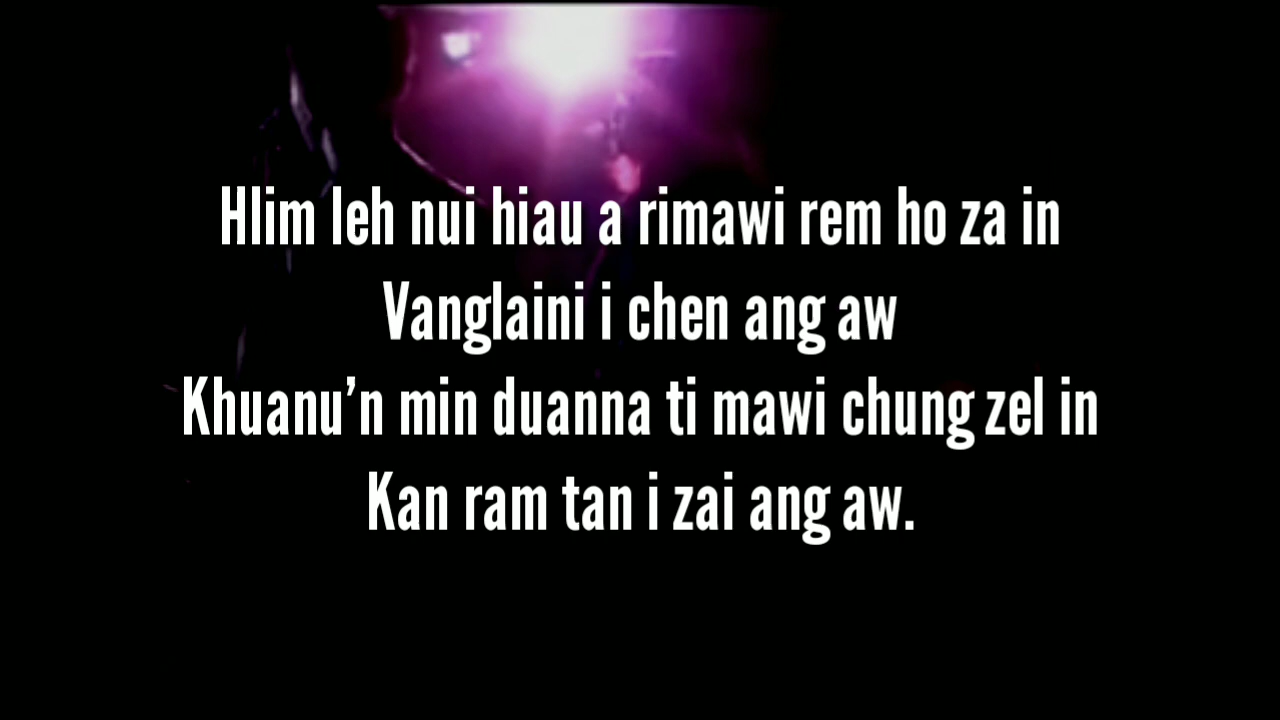 Hlim leh nui hiau a rimawi rem ho za in
Vanglaini i chen ang aw
Khuanu’n min duanna ti mawi chung zel in
Kan ram tan i zai ang aw.